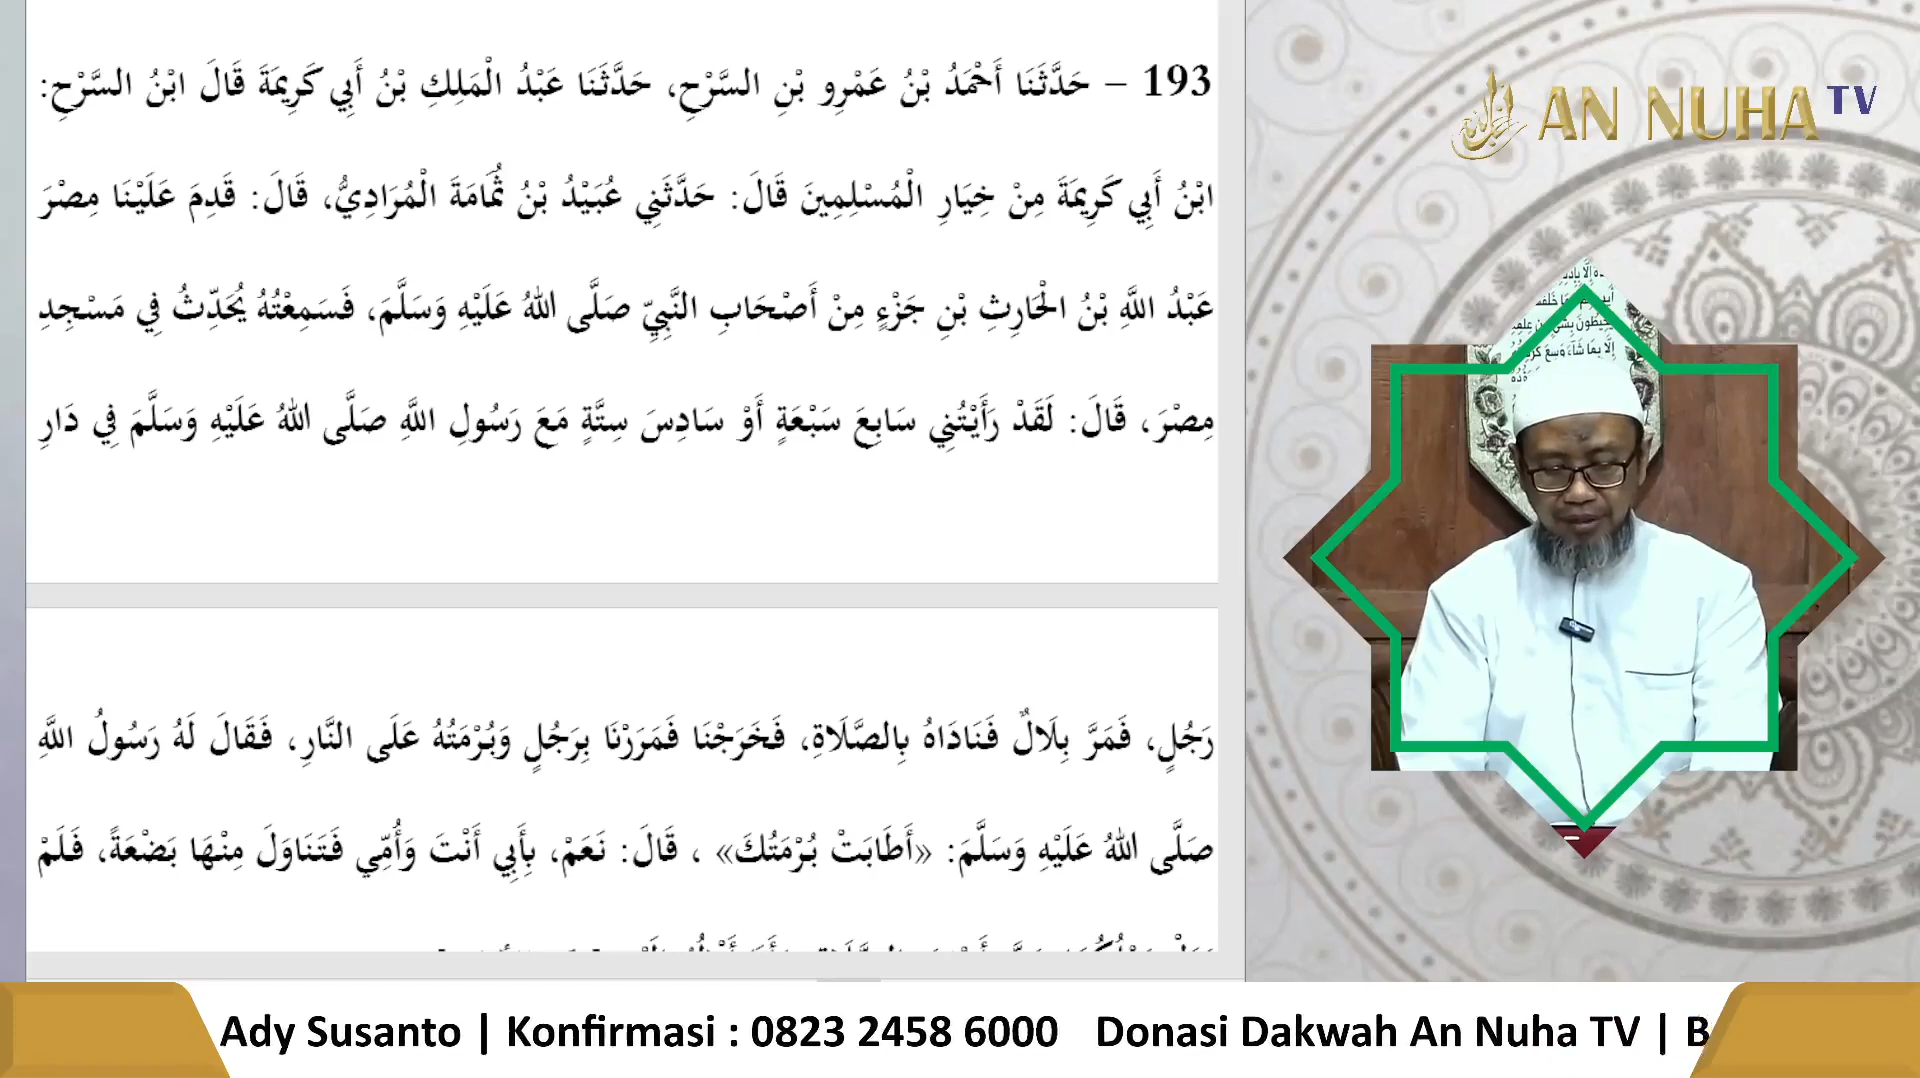 193 – حَدَّثَنَا أَحْمَدُ بْنُ عَمْرِو بْنِ السَّرْحِ، حَدَّثَنَا عَبْدُ الْمَلِكِ بْنُ أَبِي كَرِيمَةَ قَالَ ابْنُ السَّرْحِ:
ابْنُ أَبِي كَرِيمَةَ مِنْ خِيَارِ الْمُسْلِمِينَ قَالَ: حَدَّثَنِي عُبَيْدُ بْنُ ثُمَامَةَ الْمُرَادِيُّ، قَالَ: قَدِمَ عَلَيْنَا مِصْرَ
عَبْدُ اللَّهِ بْنُ الْحَارِثِ بْنِ جَزْءٍ مِنْ أَصْحَابِ النَّبِيِّ صَلَّى اللهُ عَلَيْهِ وَسَلَّمَ، فَسَمِعْتُهُ يُحَدِّثُ فِي مَسْجِدِ
مِصْرَ، قَالَ: لَقَدْ رَأَيْتُنِي سَابِعَ سَبْعَةٍ أَوْ سَادِسَ سِتَّةٍ مَعَ رَسُولِ اللَّهِ صَلَّى اللهُ عَلَيْهِ وَسَلَّمَ فِي دَارِ
رَجُلٍ، فَمَرَّ بِلَالٌ فَنَادَاهُ بِالصَّلَاةِ، فَخَرَجْنَا فَمَرَرْنَا بِرَجُلٍ وَبُرْمَتُهُ عَلَى النَّارِ، فَقَالَ لَهُ رَسُولُ اللَّهِ
صَلَّى اللهُ عَلَيْهِ وَسَلَّمَ: «أَطَابَتْ بُرْمَتُكَ» ، قَالَ: نَعَمْ، بِأَبِي أَنْتَ وَأُمِّي فَتَنَاوَلَ مِنْهَا بَضْعَةً، فَلَمْ
AN NUHA TV
Ady Susanto | Konfirmasi : 0823 2458 6000 Donasi Dakwah An Nuha TV | B